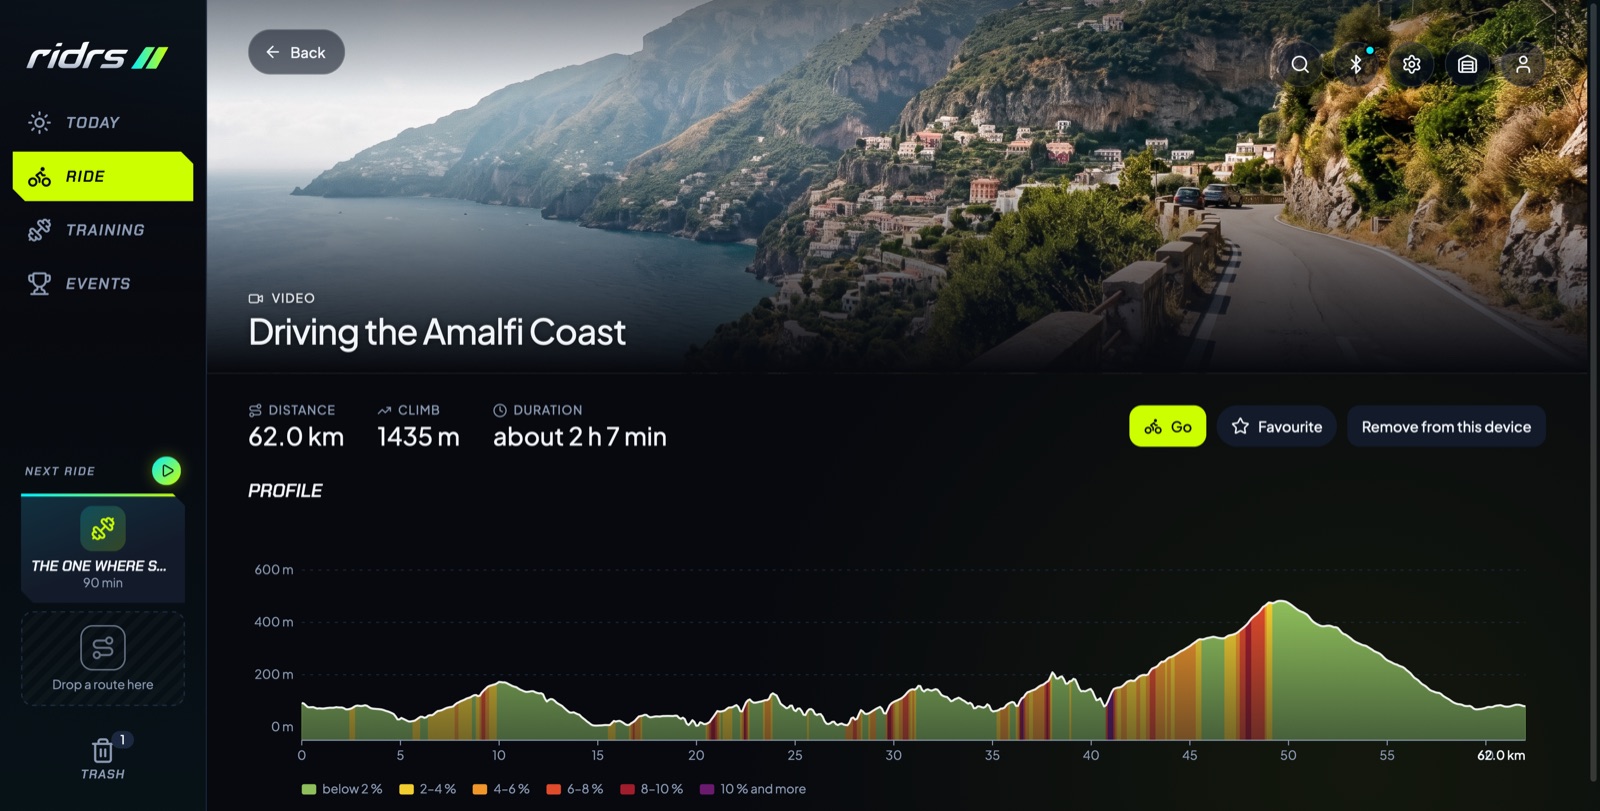 ridrs
Back
TODAY
RIDE
TRAINING
EVENTS
VIDEO
Driving the Amalfi Coast
DISTANCE
62.0 km
CLIMB
1435 m
DURATION
about 2 h 7 min
Go
Favourite
Remove from this device
PROFILE
600 m
400 m
200 m
0 m
0 5 10 15 20 25 30 35 40 45 50 55 62.0 km
below 2 % 2–4 % 4–6 % 6–8 % 8–10 % 10 % and more
NEXT RIDE
THE ONE WHERE S...
90 min
Drop a route here
1
TRASH